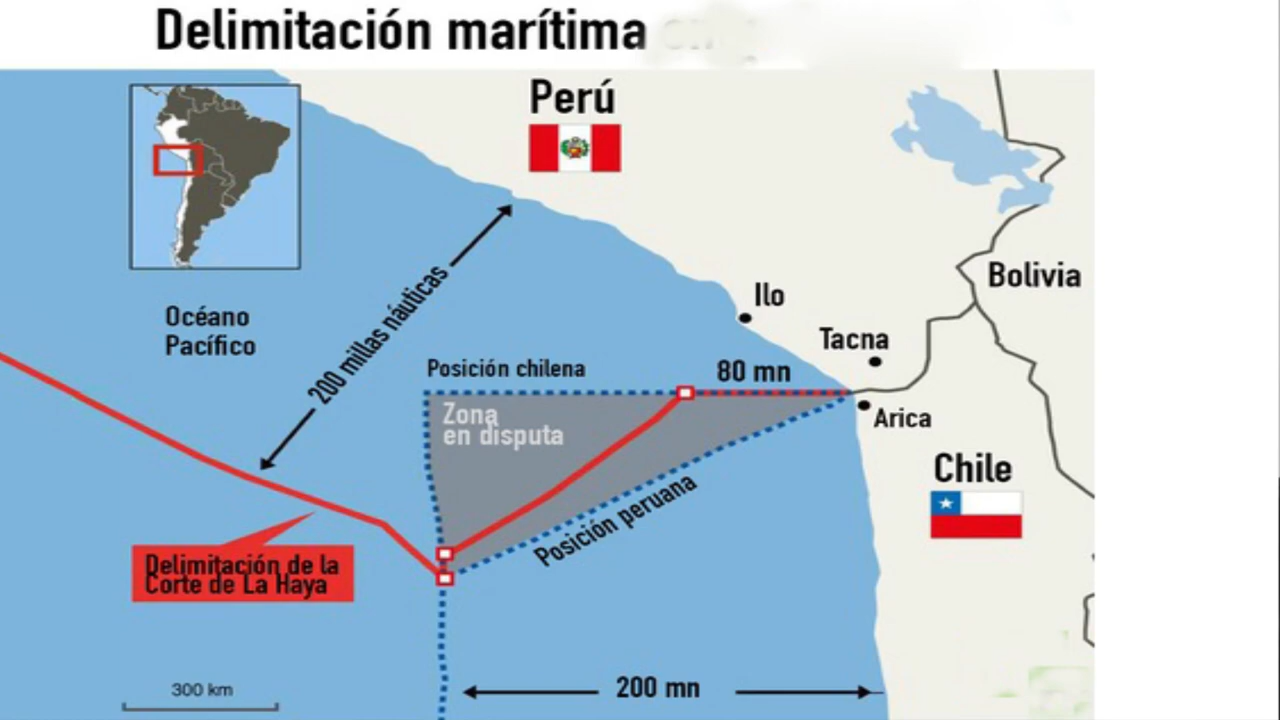 Delimitación marítima
Perú
Bolivia
Ilo
Océano
Pacífico
200 millas náuticas
Tacna
Posición chilena
80 mn
Zona
en disputa
Arica
Chile
Posición peruana
Delimitación de la
Corte de La Haya
300 km
200 mn